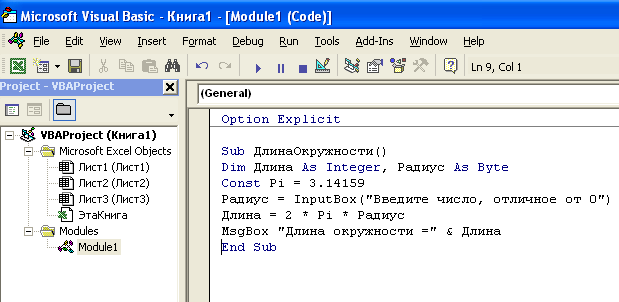 Microsoft Visual Basic - Книга1 - [Module1 (Code)]
File Edit View Insert Format Debug Run Tools Add-Ins Window Help
Ln 9, Col 1
Project - VBAProject
(General)
VBAProject (Книга1)
Microsoft Excel Objects
Лист1 (Лист1)
Лист2 (Лист2)
Лист3 (Лист3)
ЭтаКнига
Modules
Module1
Option Explicit
Sub ДлинаОкружности()
Dim Длина As Integer, Радиус As Byte
Const Pi = 3.14159
Радиус = InputBox("Введите число, отличное от 0")
Длина = 2 * Pi * Радиус
MsgBox "Длина окружности =" & Длина
End Sub